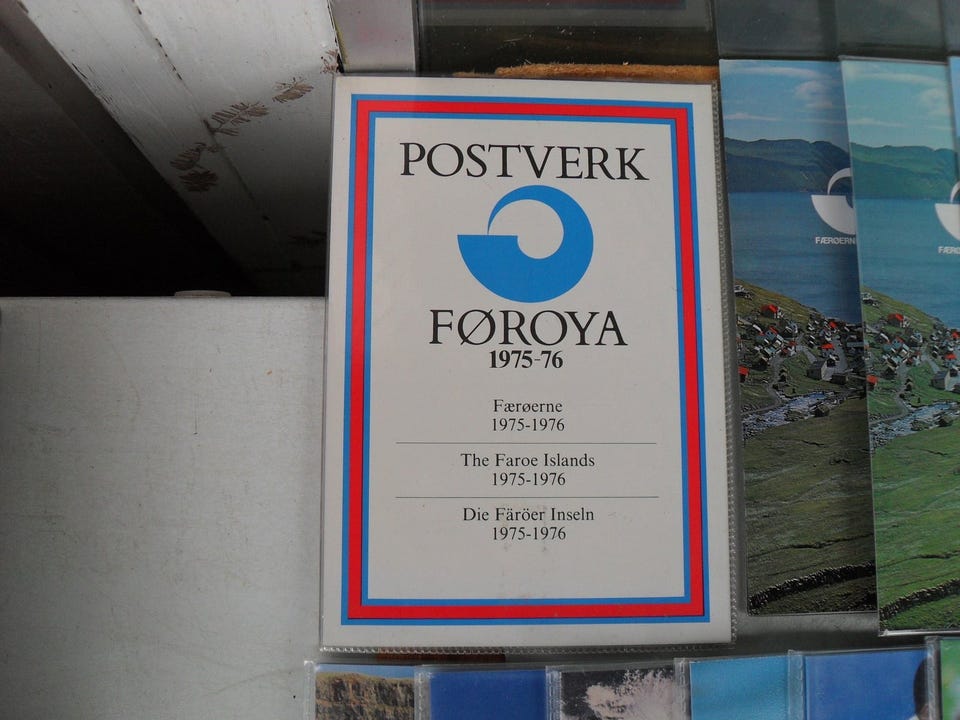 POSTVERK
FØROYA
1975-76
Færøerne
1975-1976
The Faroe Islands
1975-1976
Die Färöer Inseln
1975-1976